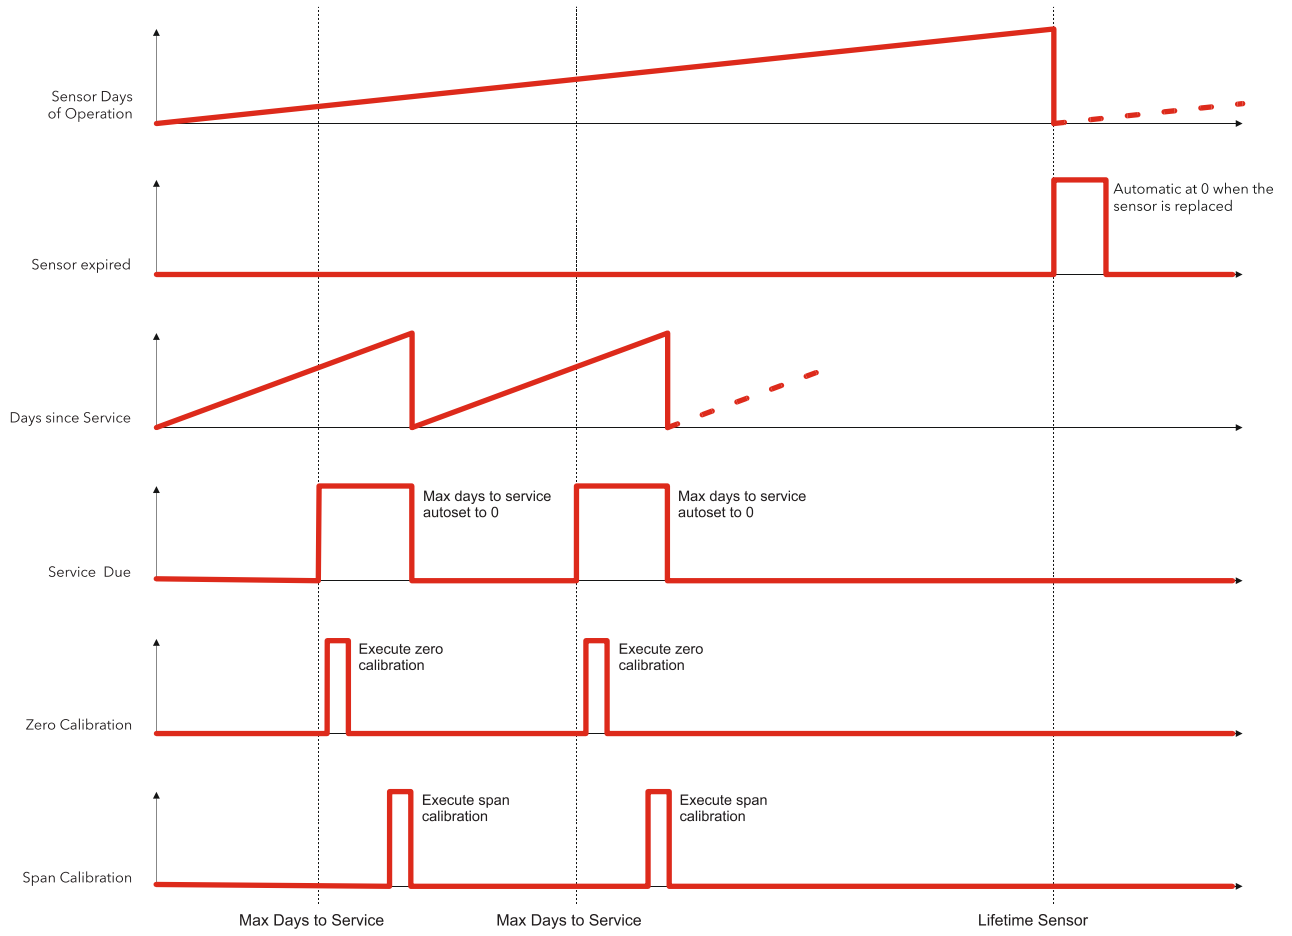 Sensor Days
of Operation
Automatic at 0 when the
sensor is replaced
Sensor expired
Days since Service
Max days to service
autoset to 0
Max days to service
autoset to 0
Service  Due
Execute zero
calibration
Execute zero
calibration
Zero Calibration
Execute span
calibration
Execute span
calibration
Span Calibration
Max Days to Service
Max Days to Service
Lifetime Sensor